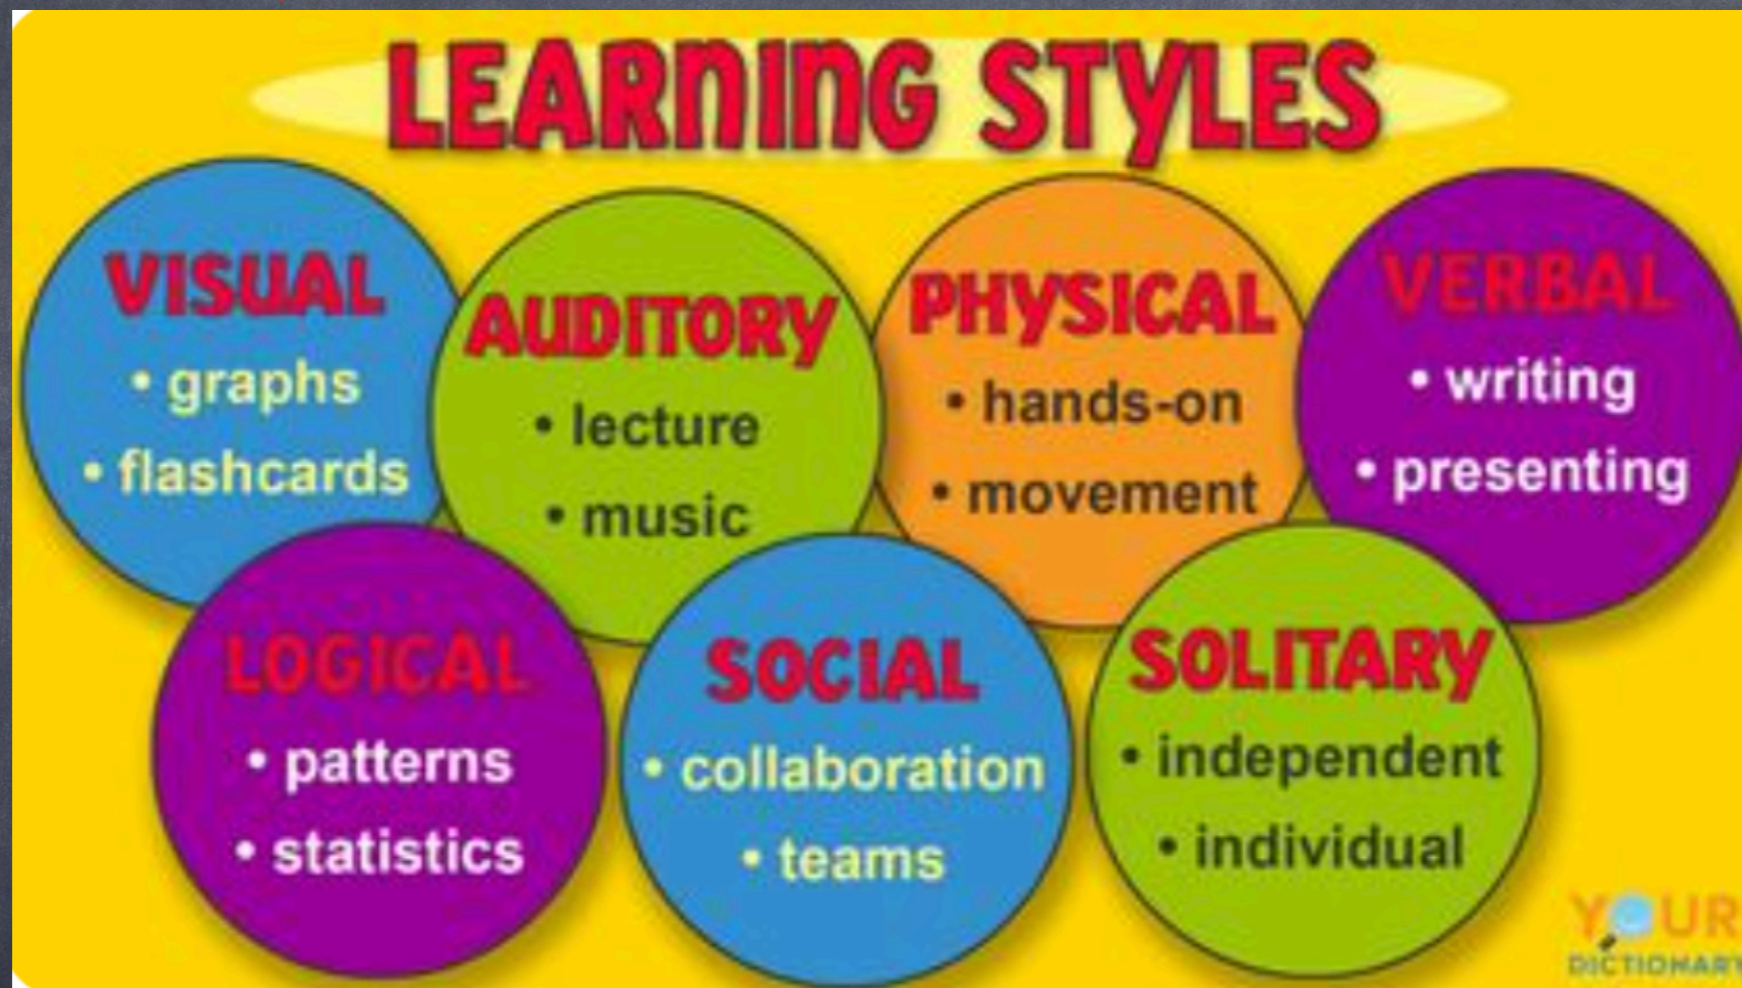 LEARNING STYLES
VISUAL
• graphs
• flashcards
AUDITORY
• lecture
• music
PHYSICAL
• hands-on
• movement
VERBAL
• writing
• presenting
LOGICAL
• patterns
• statistics
SOCIAL
• collaboration
• teams
SOLITARY
• independent
• individual
YOUR
DICTIONARY